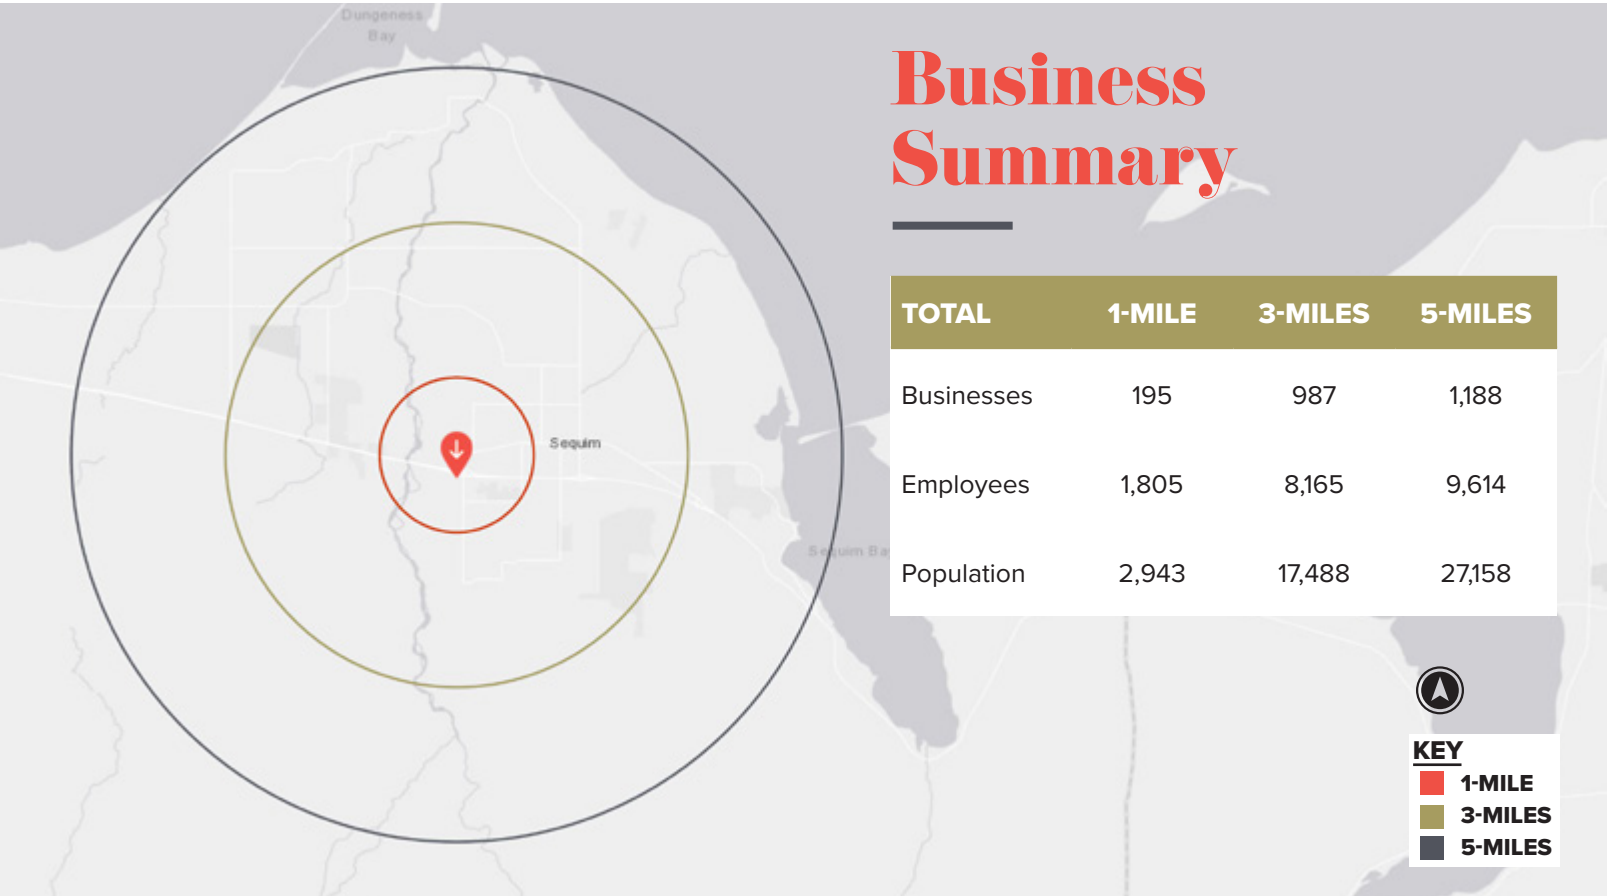 Dungeness
Bay
Business
Summary
TOTAL 1-MILE 3-MILES 5-MILES
Businesses 195 987 1,188
Employees 1,805 8,165 9,614
Population 2,943 17,488 27,158
Sequim
Sequim Ba
KEY
1-MILE
3-MILES
5-MILES